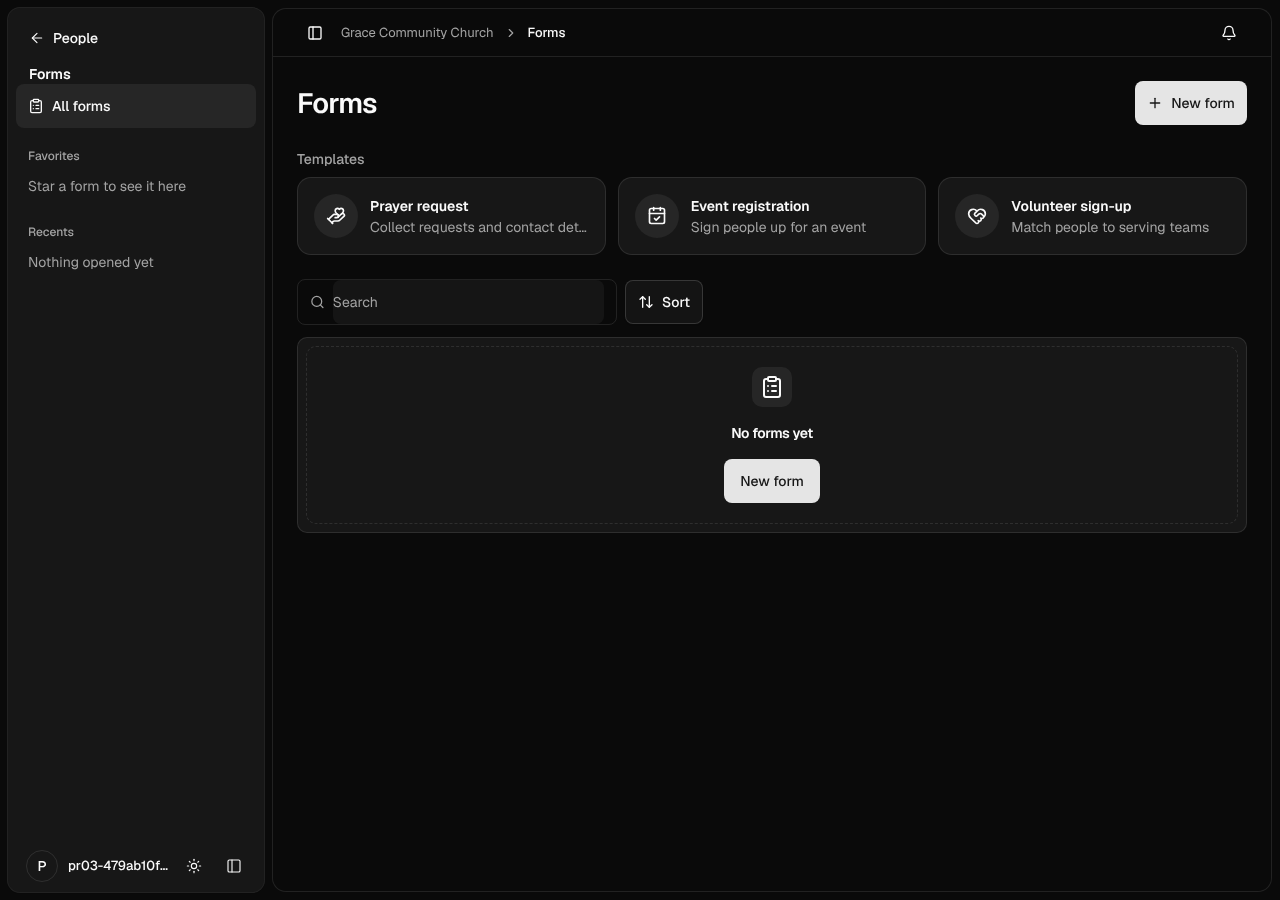 People
Forms
All forms
Favorites
Star a form to see it here
Recents
Nothing opened yet
P
pr03-479ab10f…
Grace Community Church > Forms
Forms
New form
Templates
Prayer request
Collect requests and contact det…
Event registration
Sign people up for an event
Volunteer sign-up
Match people to serving teams
Search
Sort
No forms yet
New form